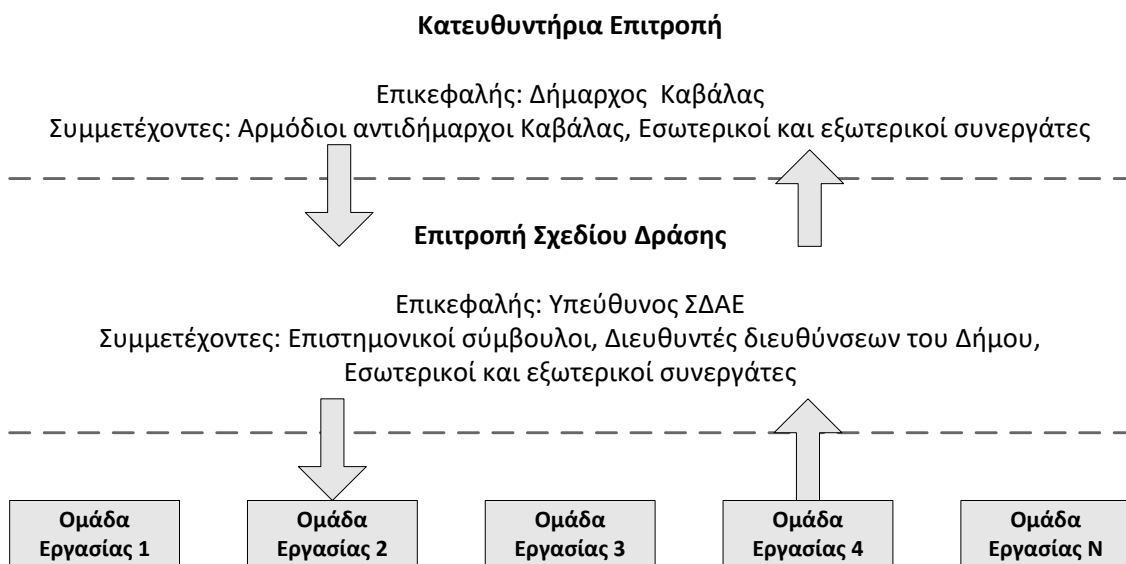 Κατευθυντήρια Επιτροπή
Επικεφαλής: Δήμαρχος Καβάλας
Συμμετέχοντες: Αρμόδιοι αντιδήμαρχοι Καβάλας, Εσωτερικοί και εξωτερικοί συνεργάτες
Επιτροπή Σχεδίου Δράσης
Επικεφαλής: Υπεύθυνος ΣΔΑΕ
Συμμετέχοντες: Επιστημονικοί σύμβουλοι, Διευθυντές διευθύνσεων του Δήμου,
Εσωτερικοί και εξωτερικοί συνεργάτες
Ομάδα
Εργασίας 1
Ομάδα
Εργασίας 2
Ομάδα
Εργασίας 3
Ομάδα
Εργασίας 4
Ομάδα
Εργασίας Ν